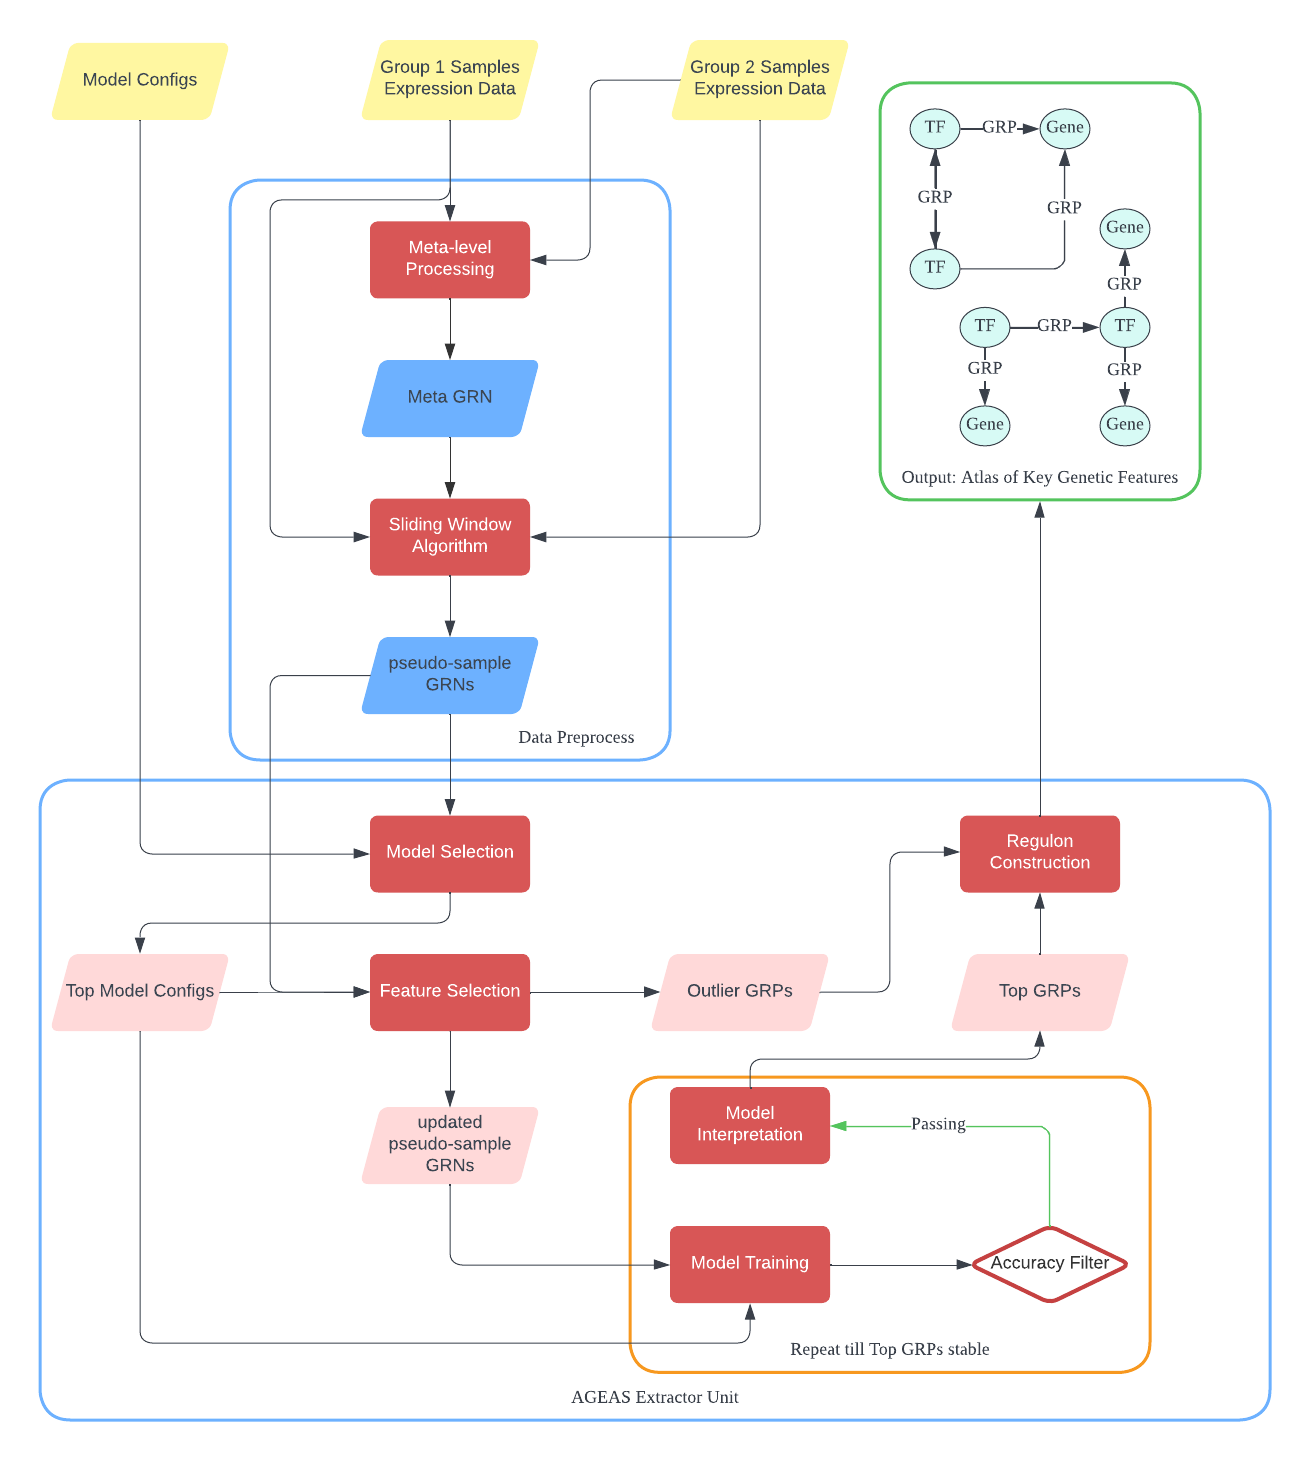 Model Configs
Group 1 Samples
Expression Data
Group 2 Samples
Expression Data
TF
GRP
Gene
GRP
GRP
TF
Gene
GRP
TF
GRP
TF
GRP
GRP
Gene
Gene
Output: Atlas of Key Genetic Features
Meta-level
Processing
Meta GRN
Sliding Window
Algorithm
pseudo-sample
GRNs
Data Preprocess
Model Selection
Regulon
Construction
Top Model Configs
Feature Selection
Outlier GRPs
Top GRPs
updated
pseudo-sample
GRNs
Model
Interpretation
Passing
Model Training
Accuracy Filter
Repeat till Top GRPs stable
AGEAS Extractor Unit